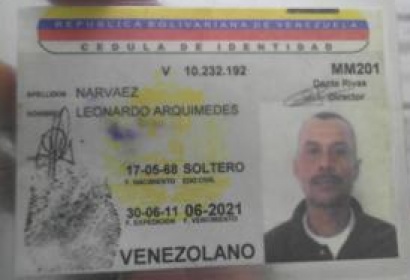 REPUBLICA BOLIVARIANA DE VENEZUELA
CEDULA DE IDENTIDAD
V 10.232.192
MM201
Dante Rivas
Director
APELLIDOS NARVAEZ
NOMBRES LEONARDO ARQUIMEDES
17-05-68 SOLTERO
F. NACIMIENTO EDO CIVIL
30-06-11 06-2021
F. EXPEDICION F. VENCIMIENTO
VENEZOLANO